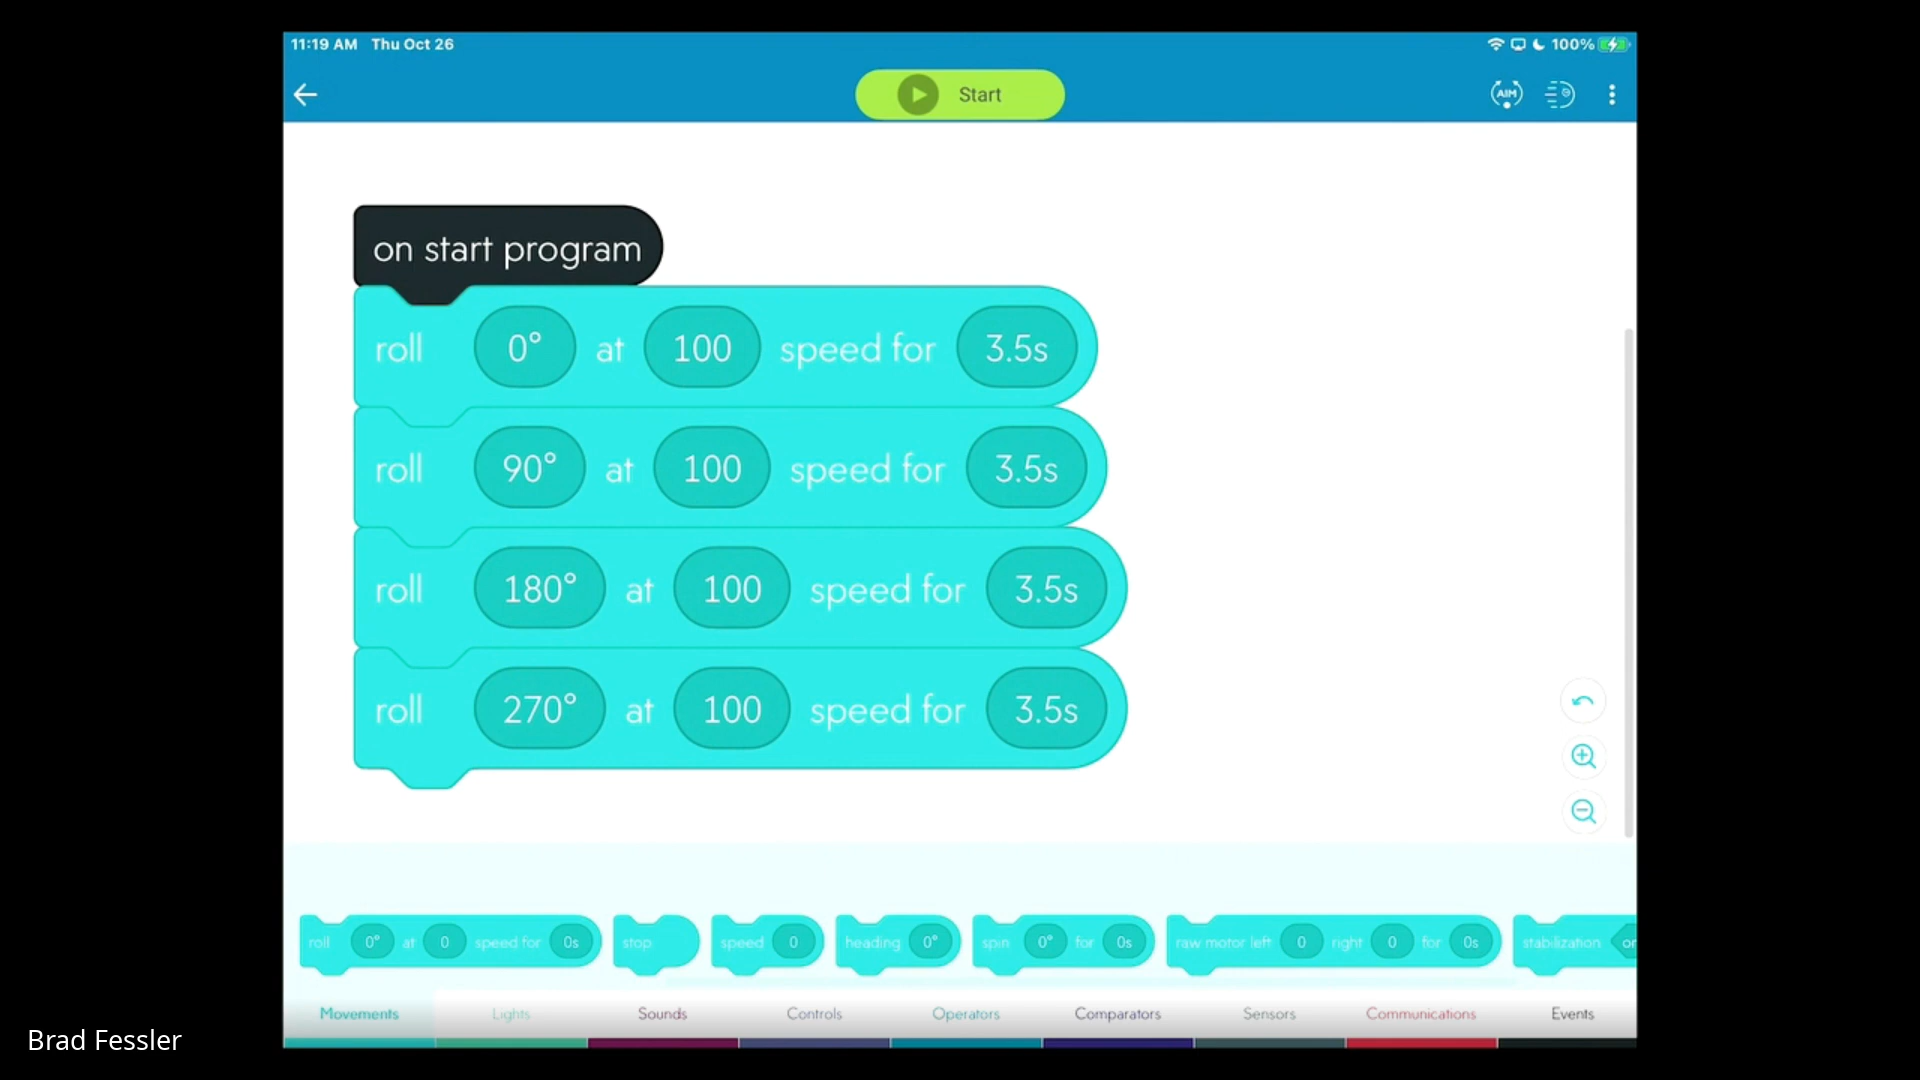 11:19 AM Thu Oct 26
100%
Start
AIM
on start program
roll 0° at 100 speed for 3.5s
roll 90° at 100 speed for 3.5s
roll 180° at 100 speed for 3.5s
roll 270° at 100 speed for 3.5s
roll 0° at 0 speed for 0s
stop
speed 0
heading 0°
spin 0° for 0s
raw motor left 0 right 0 for 0s
stabilization
Movements
Lights
Sounds
Controls
Operators
Comparators
Sensors
Communications
Events
Brad Fessler